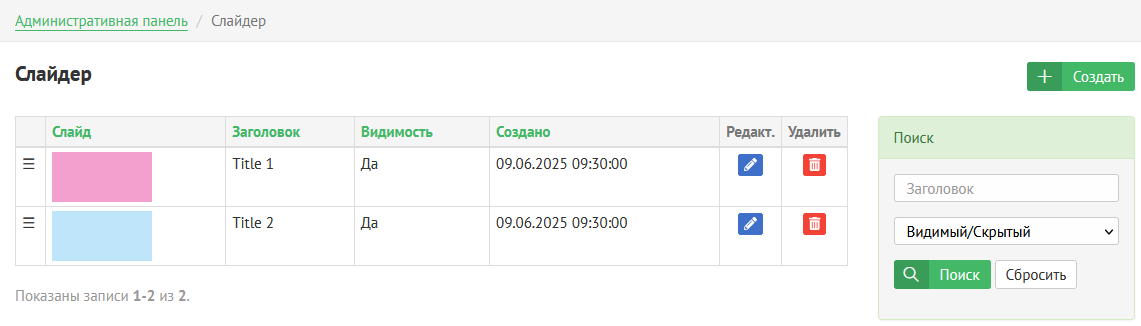 Административная панель / Слайдер
Слайдер
Создать
Слайд Заголовок Видимость Создано Редакт. Удалить
Title 1 Да 09.06.2025 09:30:00
Title 2 Да 09.06.2025 09:30:00
Показаны записи 1-2 из 2.
Поиск
Заголовок
Видимый/Скрытый
Поиск Сбросить